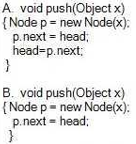 A. void push(Object x)
{ Node p = new Node(x);
p.next = head;
head=p.next;
}
B. void push(Object x)
{ Node p = new Node(x);
p.next = head;
}